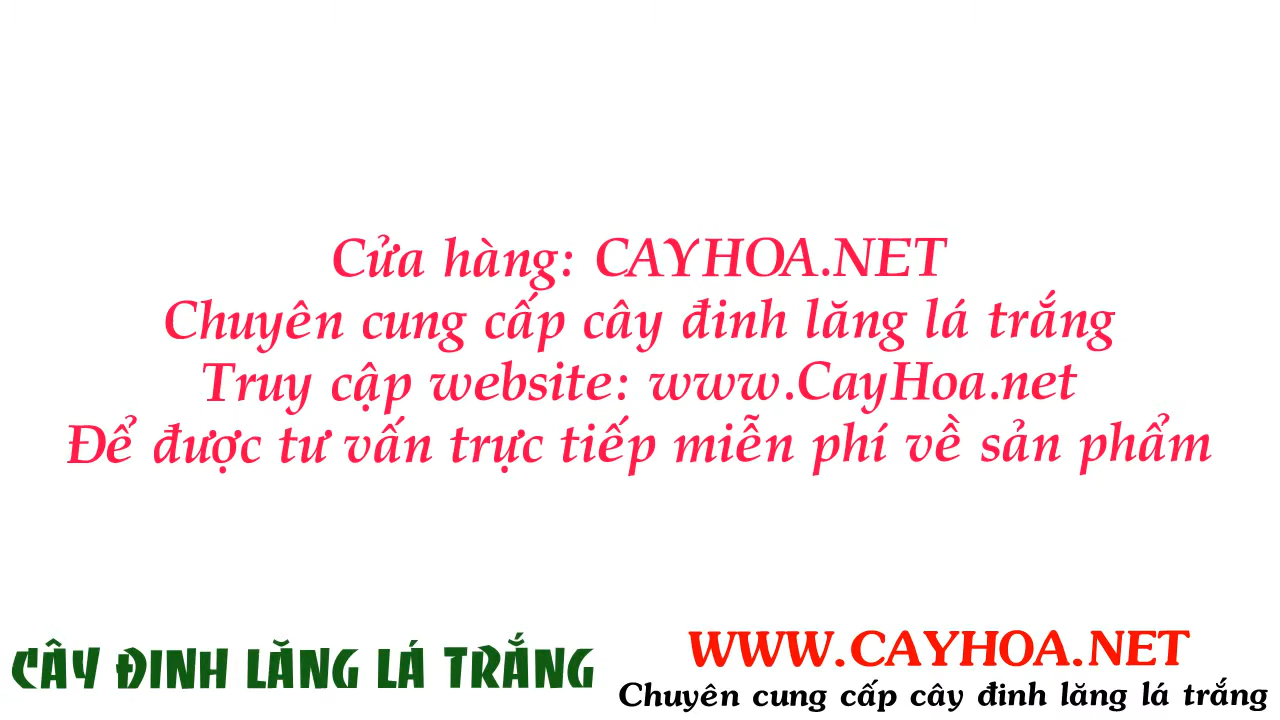 Cửa hàng: CAYHOA.NET
Chuyên cung cấp cây đinh lăng lá trắng
Truy cập website: www.CayHoa.net
Để được tư vấn trực tiếp miễn phí về sản phẩm
CÂY ĐINH LĂNG LÁ TRẮNG
WWW.CAYHOA.NET
Chuyên cung cấp cây đinh lăng lá trắng